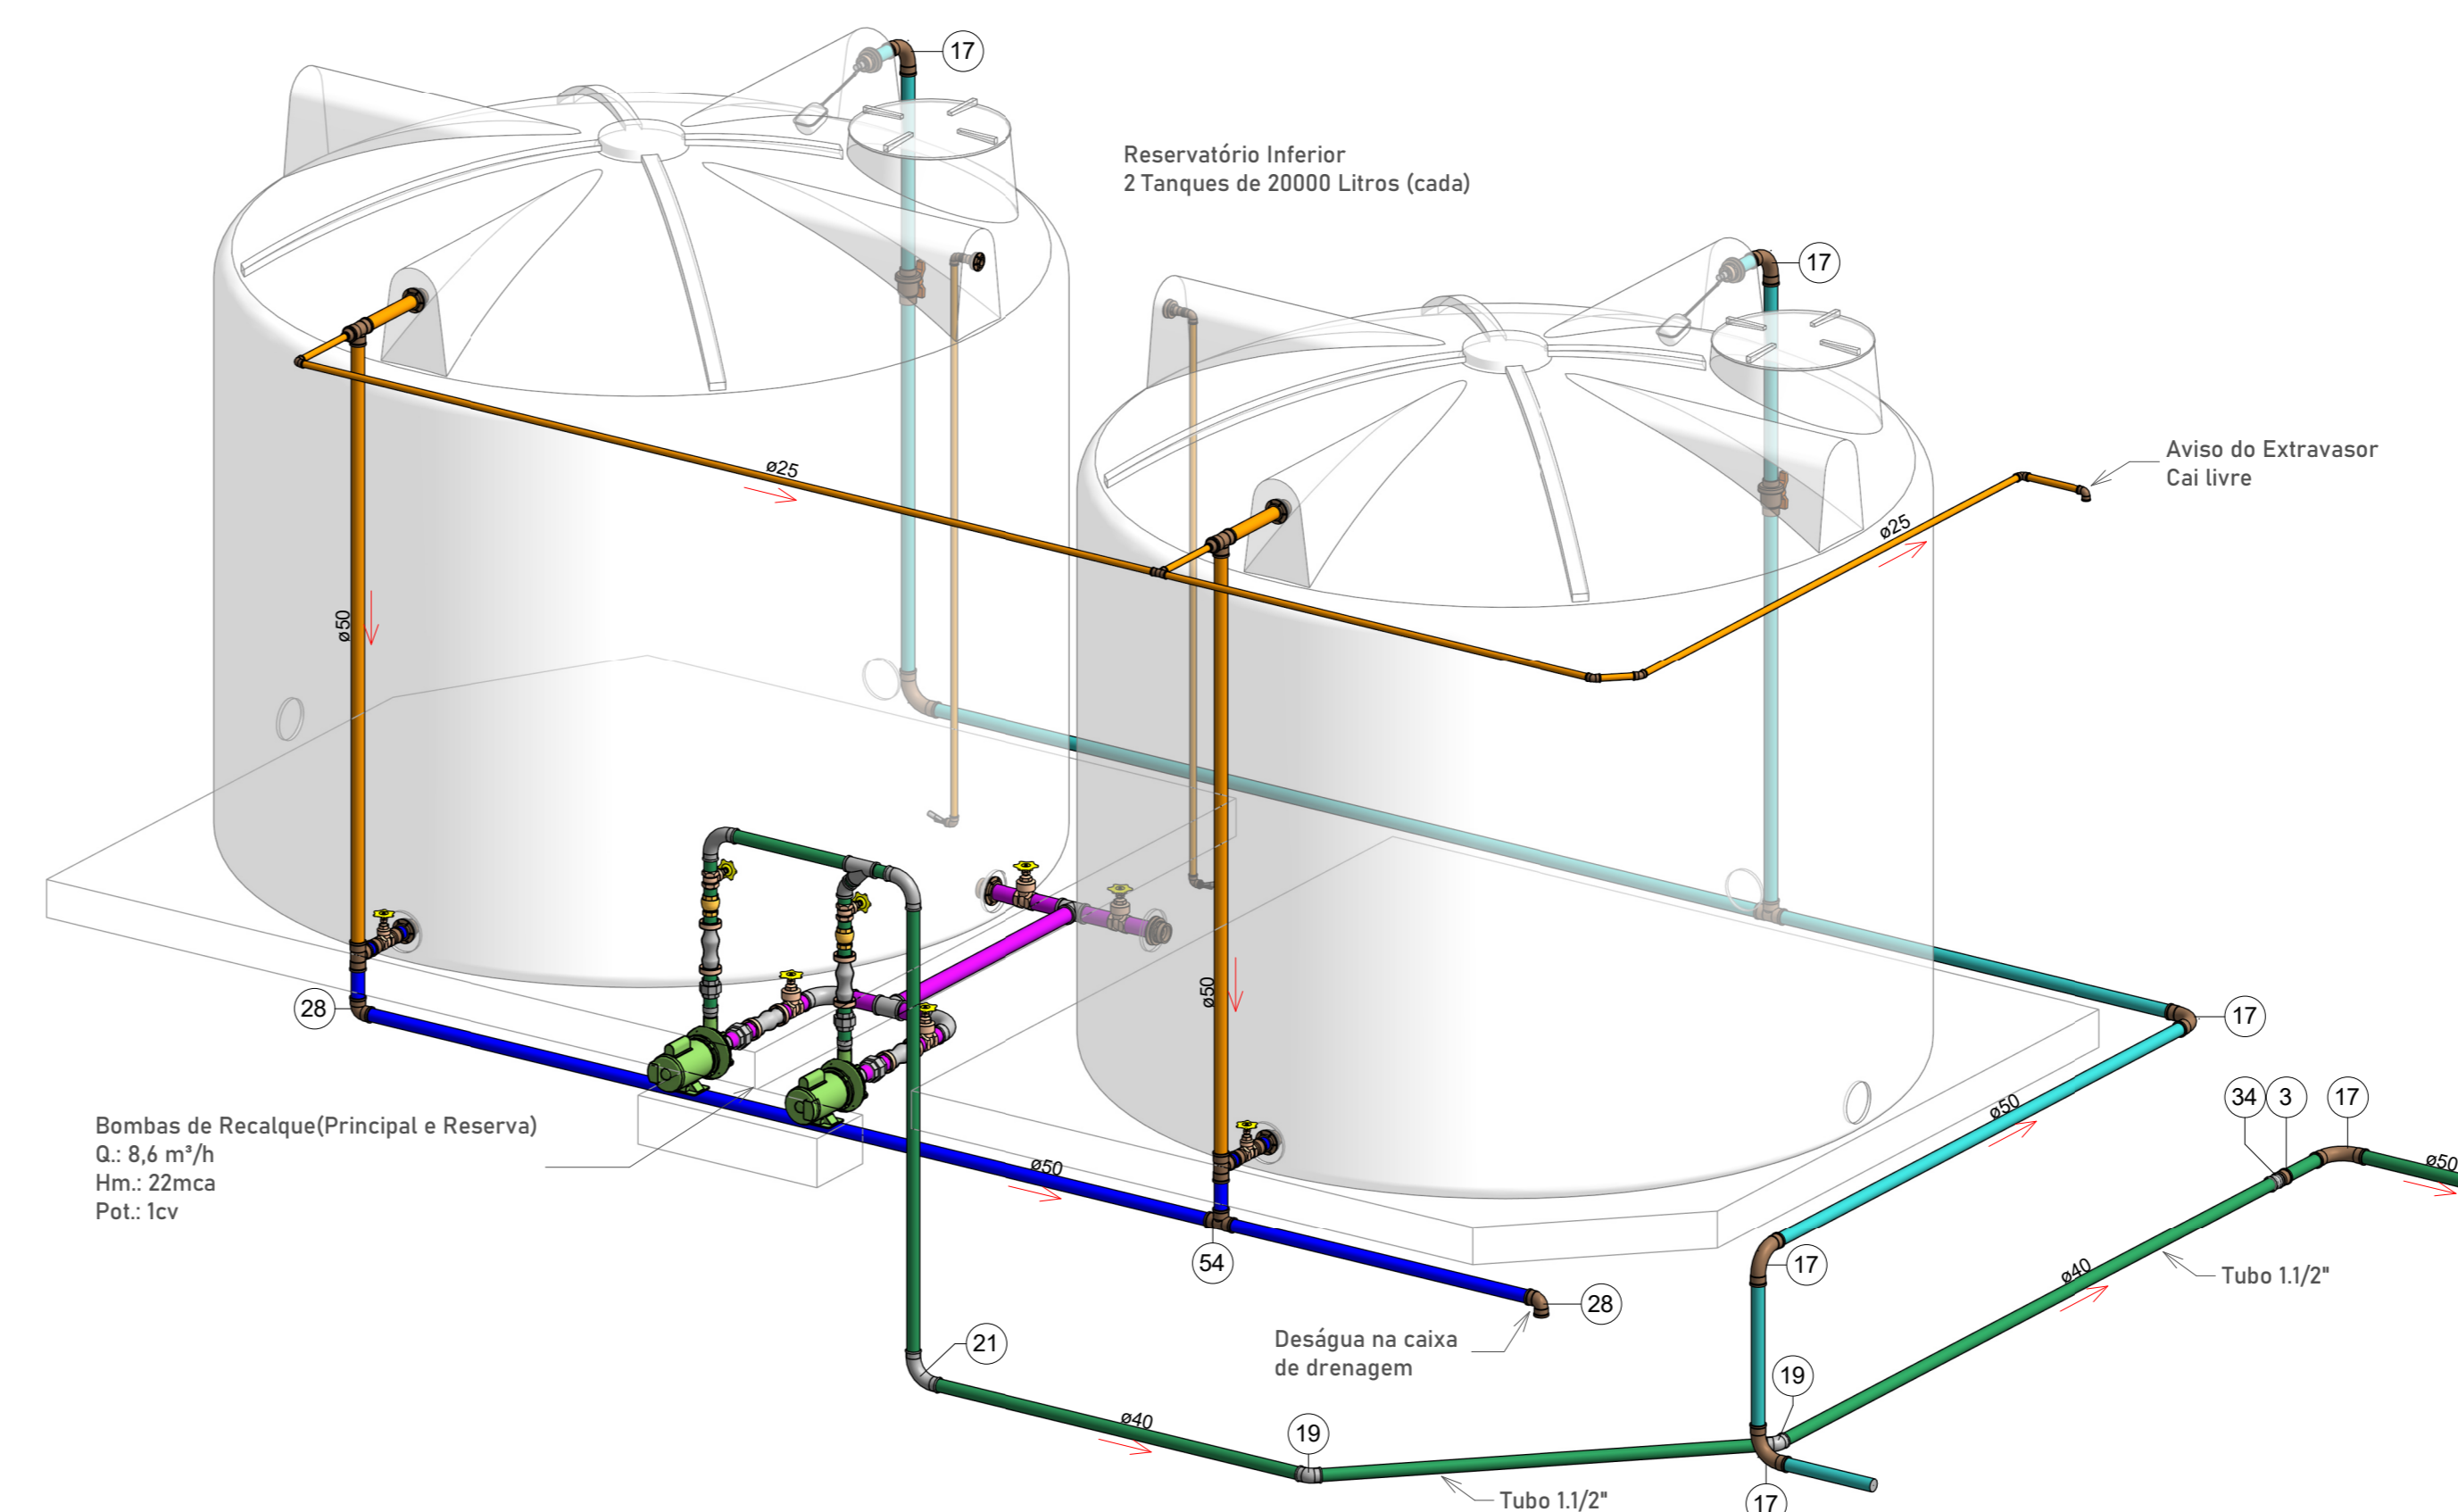 17
Reservatório Inferior
2 Tanques de 20000 Litros (cada)
17
Aviso do Extravasor
Cai livre
ø25
ø25
ø50
ø50
28
17
ø50
34
3
17
ø50
Bombas de Recalque(Principal e Reserva)
Q.: 8,6 m³/h
Hm.: 22mca
Pot.: 1cv
ø50
54
17
ø40
Tubo 1.1/2"
28
Deságua na caixa
de drenagem
21
19
ø40
19
Tubo 1.1/2"
17